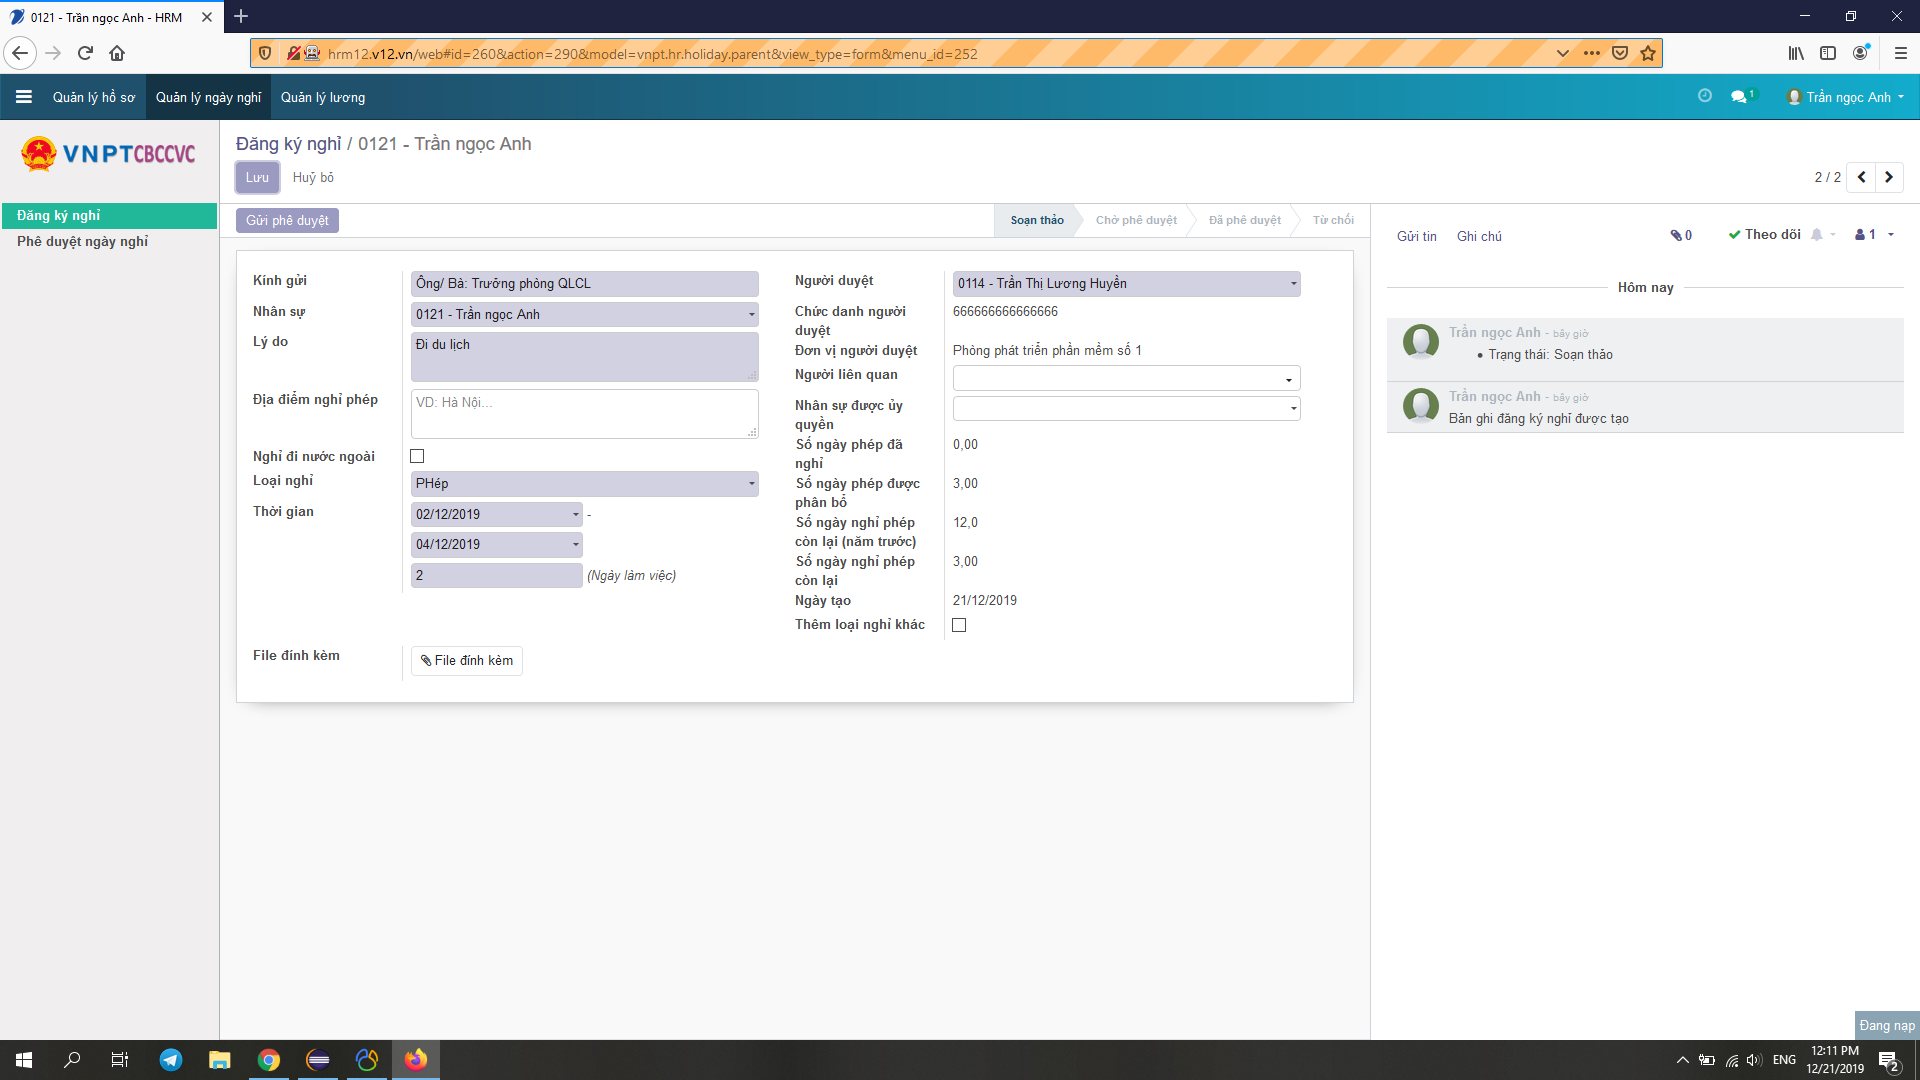 0121 - Trần ngọc Anh - HRM
hrm12.v12.vn/web#id=260&action=290&model=vnpt.hr.holiday.parent&view_type=form&menu_id=252
Quản lý hồ sơ
Quản lý ngày nghỉ
Quản lý lương
1
Trần ngọc Anh
VNPTCBCCVC
Đăng ký nghỉ / 0121 - Trần ngọc Anh
Lưu
Huỷ bỏ
2 / 2
Đăng ký nghỉ
Phê duyệt ngày nghỉ
Gửi phê duyệt
Soạn thảo
Chờ phê duyệt
Đã phê duyệt
Từ chối
Kính gửi
Ông/ Bà: Trưởng phòng QLCL
Nhân sự
0121 - Trần ngọc Anh
Lý do
Đi du lịch
Địa điểm nghỉ phép
VD: Hà Nội...
Nghỉ đi nước ngoài
Loại nghỉ
PHép
Thời gian
02/12/2019
-
04/12/2019
2
(Ngày làm việc)
File đính kèm
File đính kèm
Người duyệt
0114 - Trần Thị Lương Huyền
Chức danh người
duyệt
666666666666666
Đơn vị người duyệt
Phòng phát triển phần mềm số 1
Người liên quan
Nhân sự được ủy
quyền
Số ngày phép đã
nghỉ
0,00
Số ngày phép được
phân bổ
3,00
Số ngày nghỉ phép
còn lại (năm trước)
12,0
Số ngày nghỉ phép
còn lại
3,00
Ngày tạo
21/12/2019
Thêm loại nghỉ khác
Gửi tin
Ghi chú
0
Theo dõi
1
Hôm nay
Trần ngọc Anh - bây giờ
• Trạng thái: Soạn thảo
Trần ngọc Anh - bây giờ
Bản ghi đăng ký nghỉ được tạo
Đang nạp
ENG
12:11 PM
12/21/2019
2